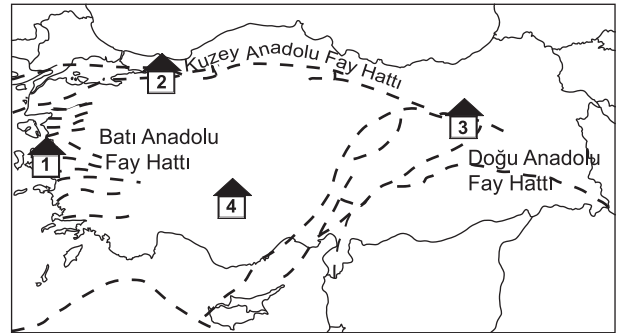 Kuzey Anadolu Fay Hattı
2
3
Batı Anadolu
Fay Hattı
1
Doğu Anadolu
Fay Hattı
4